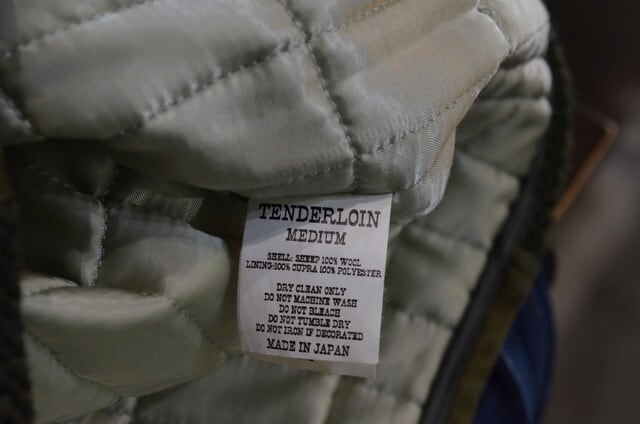 TENDERLOIN
MEDIUM
SHELL: SHEEP 100% WOOL
LINING:100% CUPRA 100% POLYESTER
DRY CLEAN ONLY
DO NOT MACHINE WASH
DO NOT BLEACH
DO NOT TUMBLE DRY
DO NOT IRON IF DECORATED
MADE IN JAPAN